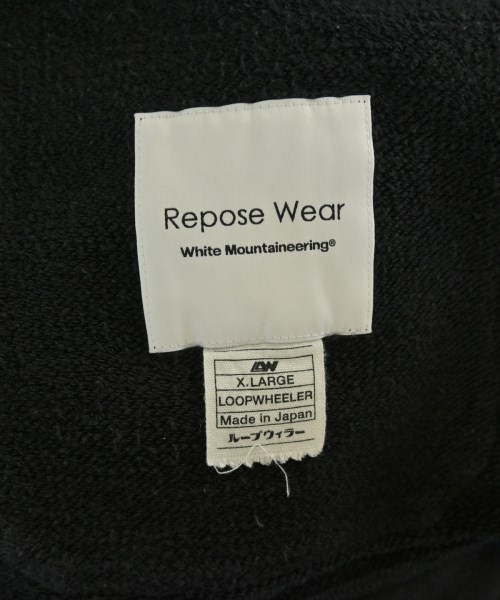 Repose Wear
White Mountaineering®
LW
X.LARGE
LOOPWHEELER
Made in Japan
ループウィラー